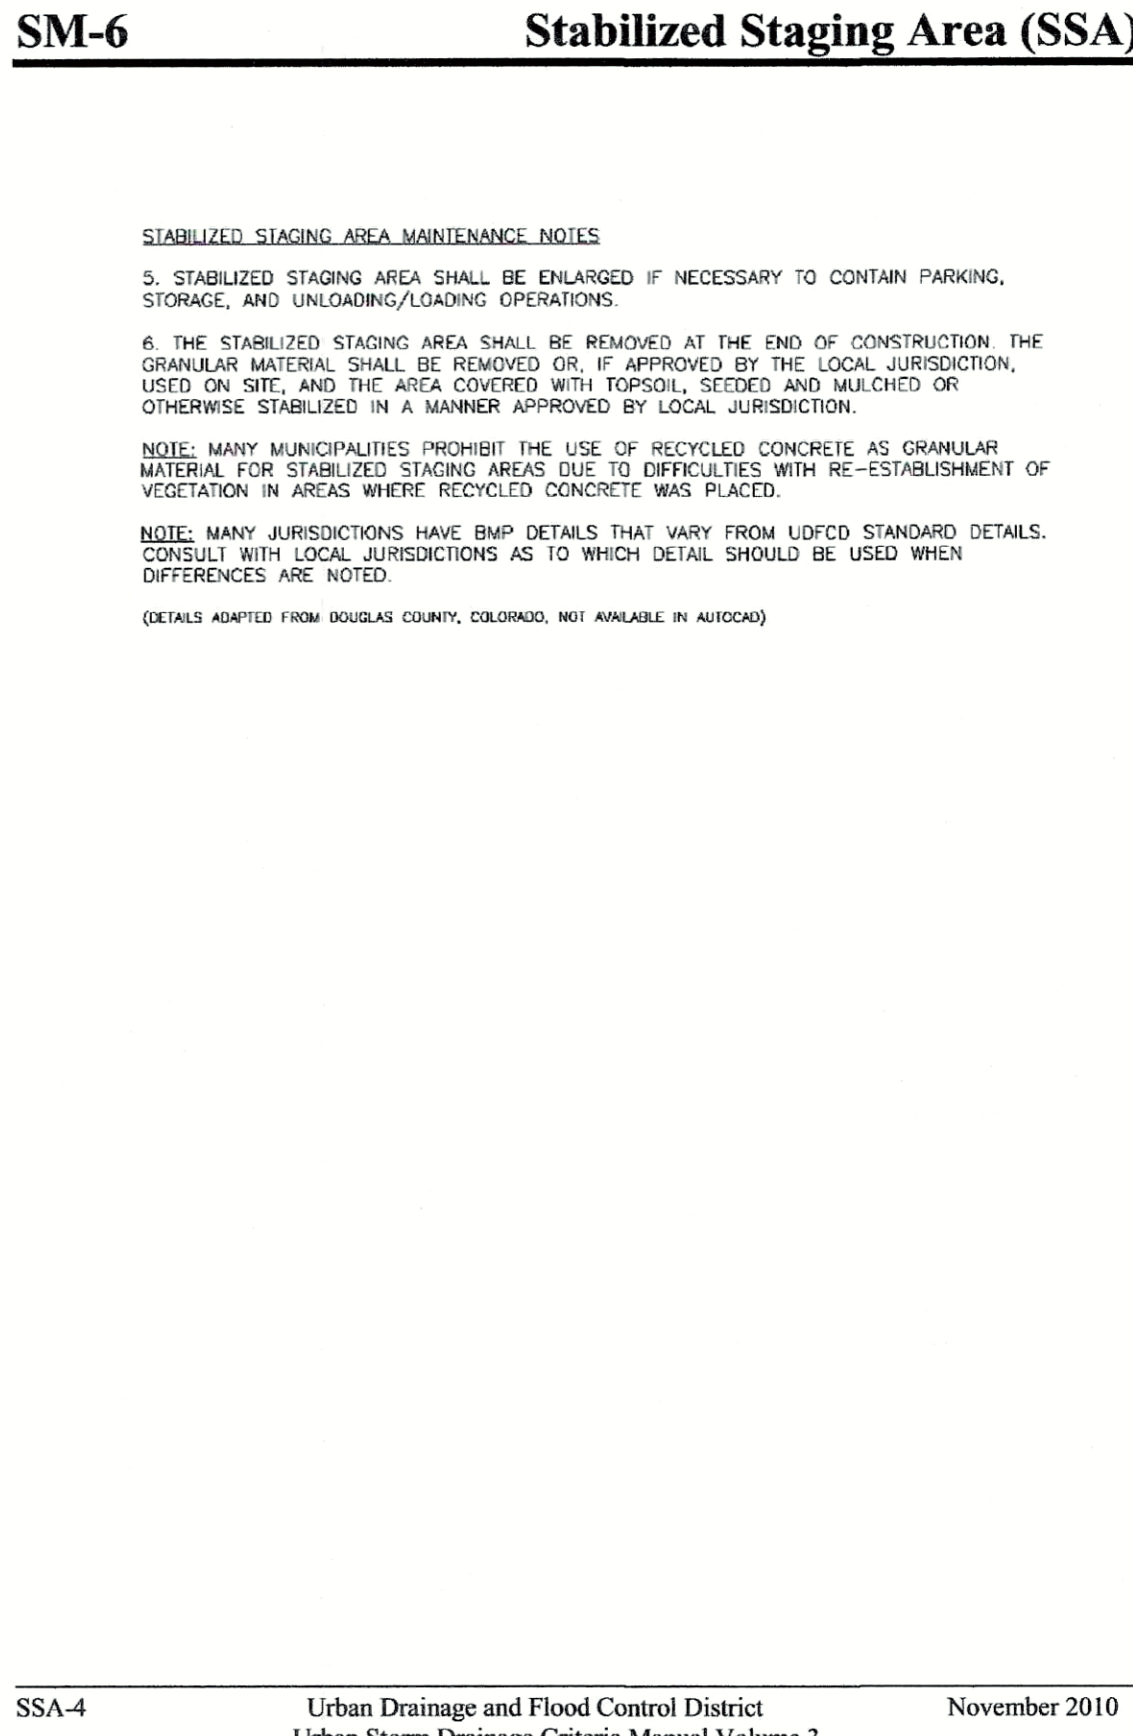 SM-6 Stabilized Staging Area (SSA)
STABILIZED STAGING AREA MAINTENANCE NOTES
5. STABILIZED STAGING AREA SHALL BE ENLARGED IF NECESSARY TO CONTAIN PARKING,
STORAGE, AND UNLOADING/LOADING OPERATIONS.
6. THE STABILIZED STAGING AREA SHALL BE REMOVED AT THE END OF CONSTRUCTION. THE
GRANULAR MATERIAL SHALL BE REMOVED OR, IF APPROVED BY THE LOCAL JURISDICTION,
USED ON SITE, AND THE AREA COVERED WITH TOPSOIL, SEEDED AND MULCHED OR
OTHERWISE STABILIZED IN A MANNER APPROVED BY LOCAL JURISDICTION.
NOTE: MANY MUNICIPALITIES PROHIBIT THE USE OF RECYCLED CONCRETE AS GRANULAR
MATERIAL FOR STABILIZED STAGING AREAS DUE TO DIFFICULTIES WITH RE-ESTABLISHMENT OF
VEGETATION IN AREAS WHERE RECYCLED CONCRETE WAS PLACED.
NOTE: MANY JURISDICTIONS HAVE BMP DETAILS THAT VARY FROM UDFCD STANDARD DETAILS.
CONSULT WITH LOCAL JURISDICTIONS AS TO WHICH DETAIL SHOULD BE USED WHEN
DIFFERENCES ARE NOTED.
(DETAILS ADAPTED FROM DOUGLAS COUNTY, COLORADO, NOT AVAILABLE IN AUTOCAD)
SSA-4 Urban Drainage and Flood Control District November 2010
Urban Storm Drainage Criteria Manual Volume 3